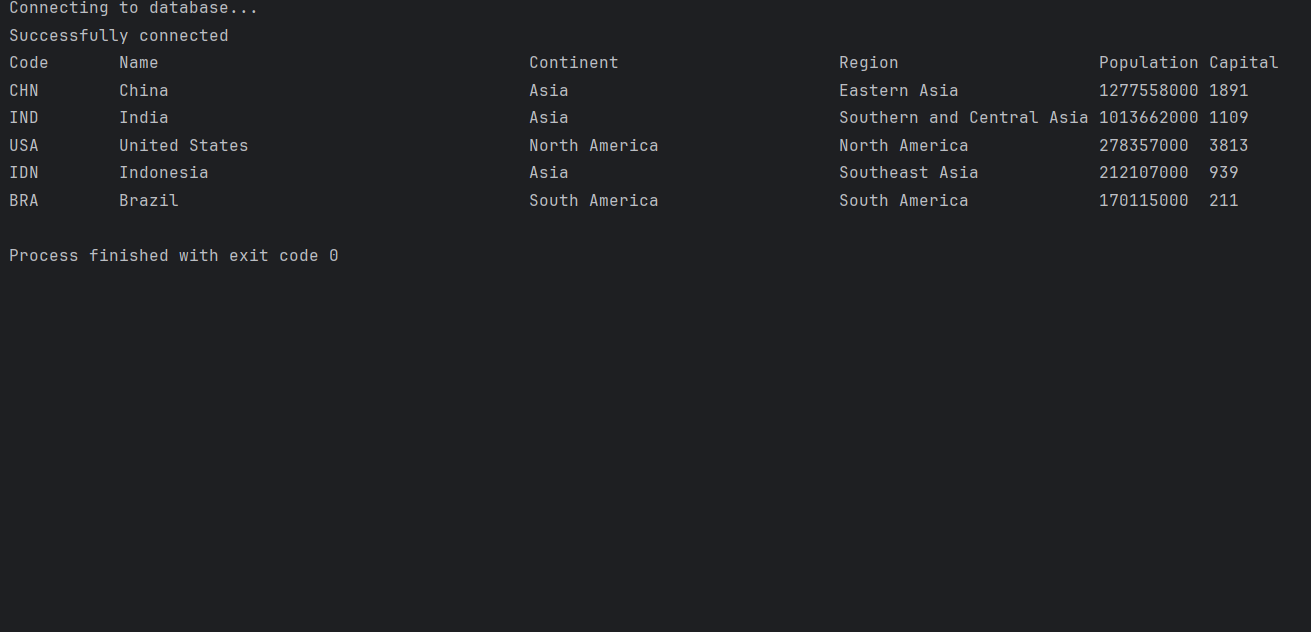 Connecting to database...
Successfully connected
Code Name Continent Region Population Capital
CHN China Asia Eastern Asia 1277558000 1891
IND India Asia Southern and Central Asia 1013662000 1109
USA United States North America North America 278357000 3813
IDN Indonesia Asia Southeast Asia 212107000 939
BRA Brazil South America South America 170115000 211
Process finished with exit code 0